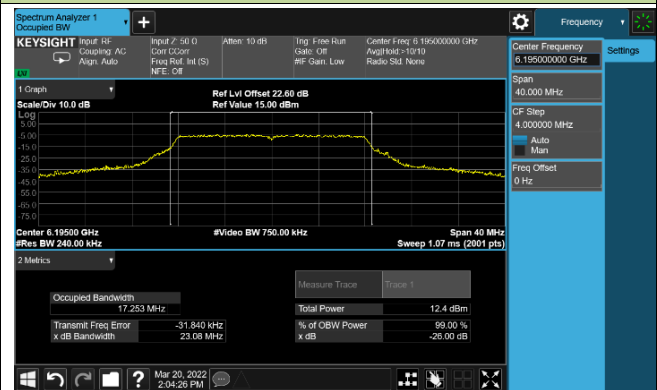 Spectrum Analyzer 1
Occupied BW
+
Frequency
KEYSIGHT
Input: RF
Coupling: AC
Align: Auto
Input Z: 50 Ω
Corr CCorr
Freq Ref: Int (S)
NFE: Off
Atten: 10 dB
Trig: Free Run
Gate: Off
#IF Gain: Low
Center Freq: 6.195000000 GHz
Avg|Hold:>10/10
Radio Std: None
LXI
Center Frequency
6.195000000 GHz
Settings
Span
40.000 MHz
CF Step
4.000000 MHz
Auto
Man
Freq Offset
0 Hz
1 Graph
Scale/Div 10.0 dB
Ref Lvl Offset 22.60 dB
Ref Value 15.00 dBm
Log
5.00
-5.00
-15.0
-25.0
-35.0
-45.0
-55.0
-65.0
-75.0
Center 6.19500 GHz
#Video BW 750.00 kHz
Span 40 MHz
#Res BW 240.00 kHz
Sweep 1.07 ms (2001 pts)
2 Metrics
Measure Trace
Trace 1
Occupied Bandwidth
17.253 MHz
Total Power
12.4 dBm
Transmit Freq Error
-31.840 kHz
% of OBW Power
99.00 %
x dB Bandwidth
23.08 MHz
x dB
-26.00 dB
?
Mar 20, 2022
2:04:26 PM